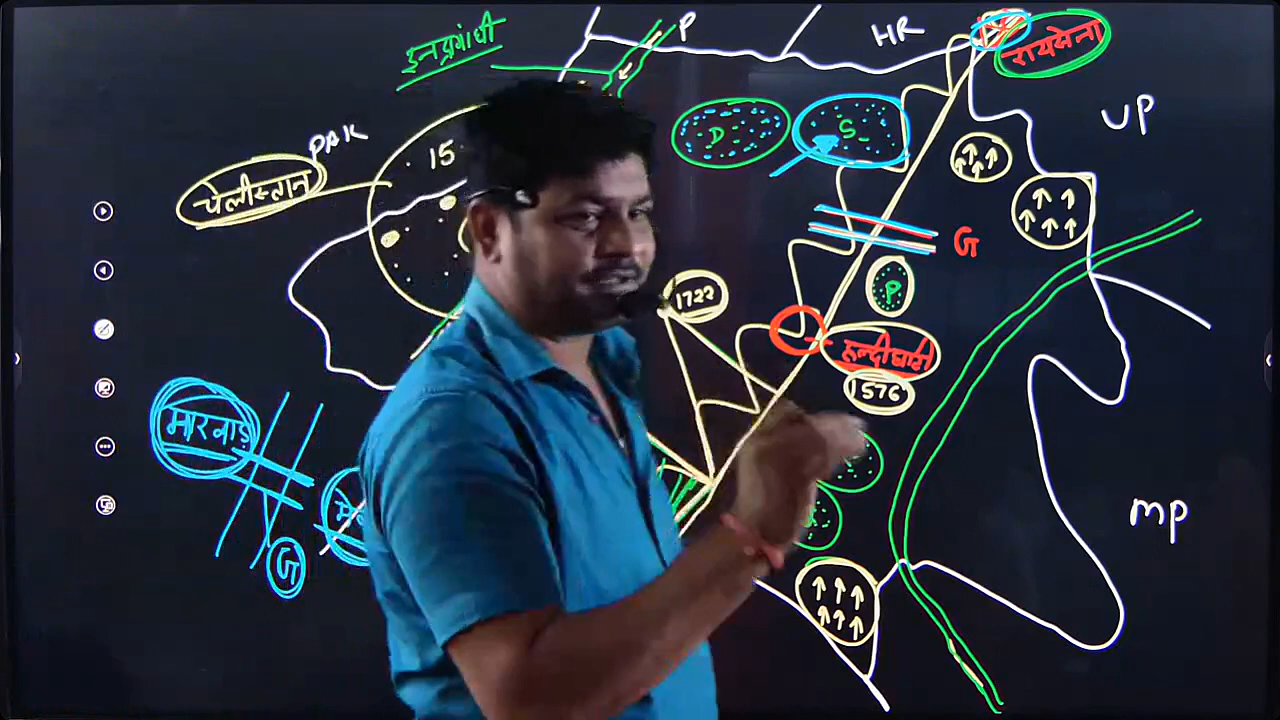 इन्द्रागांधी
P
HR
रायसेना
UP
PAK
15
D
S
थेलीस्तान
G
P
1722
हल्दीघाटी
1576
मारवाड़
G
MP